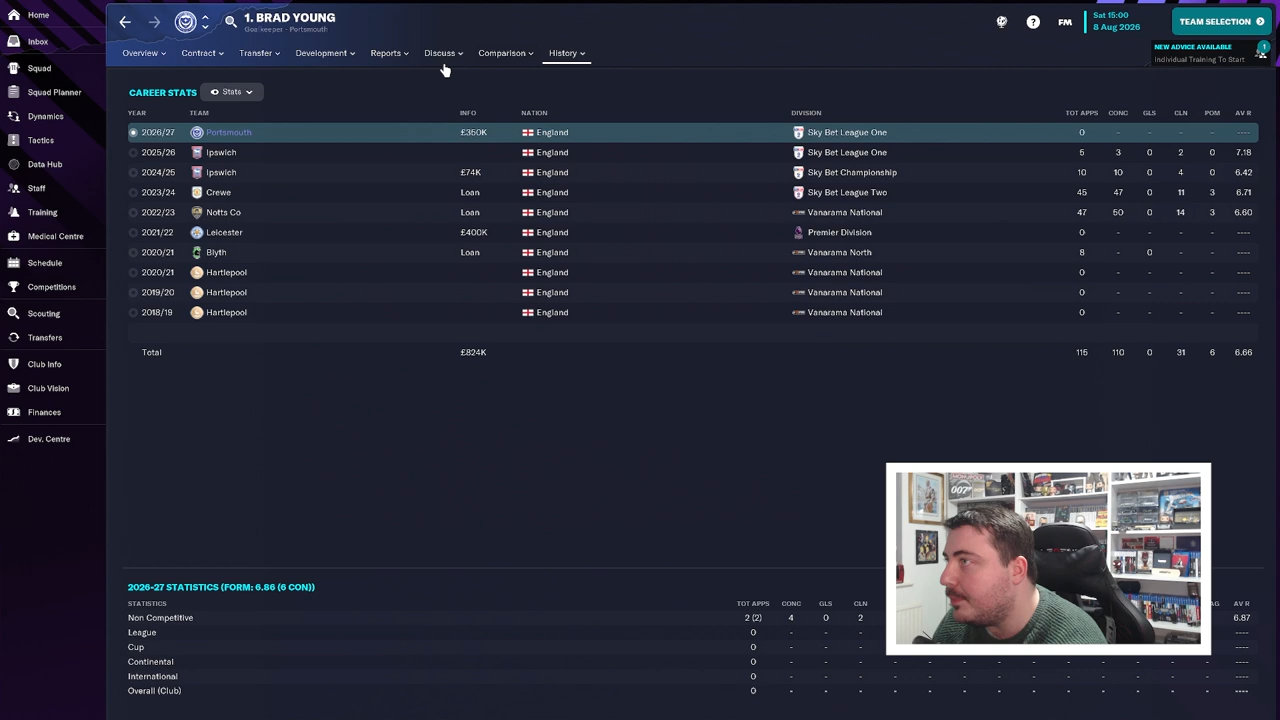 Home
Inbox
Squad
Squad Planner
Dynamics
Tactics
Data Hub
Staff
Training
Medical Centre
Schedule
Competitions
Scouting
Transfers
Club Info
Club Vision
Finances
Dev. Centre
1. BRAD YOUNG
Goalkeeper - Portsmouth
FM
Sat 15:00
8 Aug 2026
TEAM SELECTION
NEW ADVICE AVAILABLE 1
Individual Training To Start
Overview Contract Transfer Development Reports Discuss Comparison History
CAREER STATS Stats
YEAR TEAM INFO NATION DIVISION TOT APPS CONC GLS CLN POM AV R
2026/27 Portsmouth £350K England Sky Bet League One 0 - - - - ----
2025/26 Ipswich England Sky Bet League One 5 3 0 2 0 7.18
2024/25 Ipswich £74K England Sky Bet Championship 10 10 0 4 0 6.42
2023/24 Crewe Loan England Sky Bet League Two 45 47 0 11 3 6.71
2022/23 Notts Co Loan England Vanarama National 47 50 0 14 3 6.60
2021/22 Leicester £400K England Premier Division 0 - - - - ----
2020/21 Blyth Loan England Vanarama North 8 - 0 - - ----
2020/21 Hartlepool England Vanarama National 0 - - - - ----
2019/20 Hartlepool England Vanarama National 0 - - - - ----
2018/19 Hartlepool England Vanarama National 0 - - - - ----
Total £824K 115 110 0 31 6 6.66
007
2026-27 STATISTICS (FORM: 6.86 (6 CON))
STATISTICS TOT APPS CONC GLS CLN AG AV R
Non Competitive 2 (2) 4 0 2 6.87
League 0 - - - ----
Cup 0 - - - ----
Continental 0 - - - - - - - - - ----
International 0 - - - - - - - - - ----
Overall (Club) 0 - - - - - - - - - ----